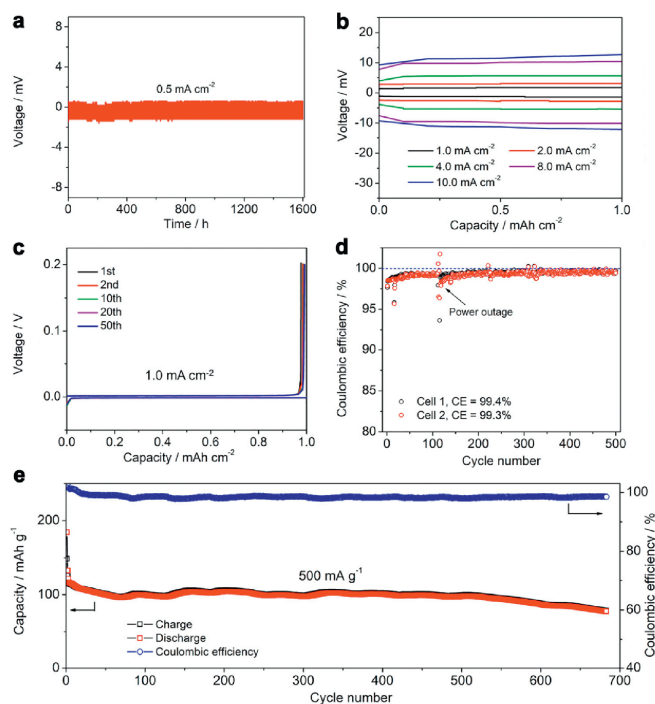 a
8
4
0
-4
-8
Voltage / mV
0.5 mA cm-2
0 400 800 1200 1600
Time / h
b
30
20
10
0
-10
-20
-30
Voltage / mV
1.0 mA cm-2 2.0 mA cm-2
4.0 mA cm-2 8.0 mA cm-2
10.0 mA cm-2
0.0 0.5 1.0
Capacity / mAh cm-2
c
0.2
0.1
0.0
Voltage / V
1st
2nd
10th
20th
50th
1.0 mA cm-2
0.0 0.2 0.4 0.6 0.8 1.0
Capacity / mAh cm-2
d
100
95
90
85
80
Coulombic efficiency / %
Power outage
Cell 1, CE = 99.4%
Cell 2, CE = 99.3%
0 100 200 300 400 500
Cycle number
e
200
100
0
Capacity / mAh g-1
500 mA g-1
Charge
Discharge
Coulombic efficiency
100
80
60
40
Coulombic efficiency / %
0 100 200 300 400 500 600 700
Cycle number